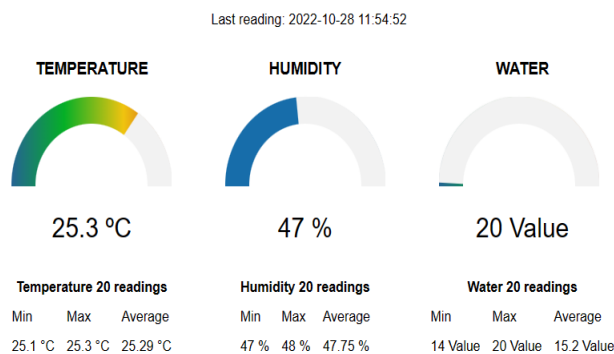 Last reading: 2022-10-28 11:54:52
TEMPERATURE HUMIDITY WATER
25.3 ºC 47 % 20 Value
Temperature 20 readings Humidity 20 readings Water 20 readings
Min Max Average Min Max Average Min Max Average
25.1 °C 25.3 °C 25.29 °C 47 % 48 % 47.75 % 14 Value 20 Value 15.2 Value